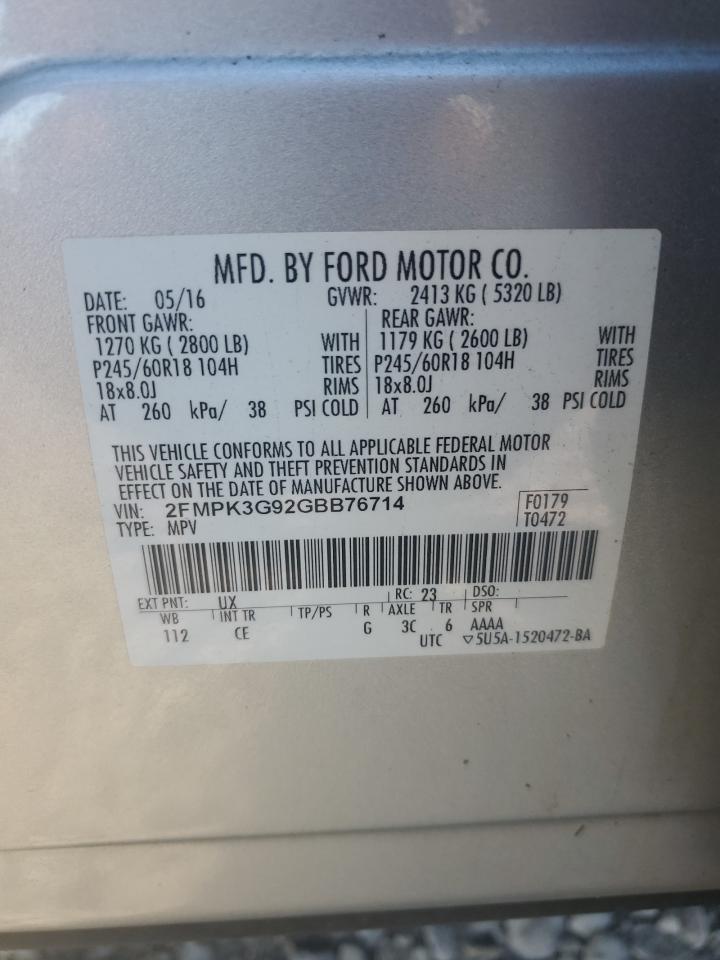 MFD. BY FORD MOTOR CO.
DATE: 05/16 GVWR: 2413 KG ( 5320 LB)
FRONT GAWR: REAR GAWR:
1270 KG ( 2800 LB) WITH 1179 KG ( 2600 LB) WITH
P245/60R18 104H TIRES P245/60R18 104H TIRES
18x8.0J RIMS 18x8.0J RIMS
AT 260 kPa/ 38 PSI COLD AT 260 kPa/ 38 PSI COLD
THIS VEHICLE CONFORMS TO ALL APPLICABLE FEDERAL MOTOR
VEHICLE SAFETY AND THEFT PREVENTION STANDARDS IN
EFFECT ON THE DATE OF MANUFACTURE SHOWN ABOVE.
VIN: 2FMPK3G92GBB76714 F0179
TYPE: MPV T0472
EXT PNT: UX RC: 23 DSO:
WB INT TR TP/PS R AXLE TR SPR
112 CE G 3C 6 AAAA
UTC ▽5U5A-1520472-BA